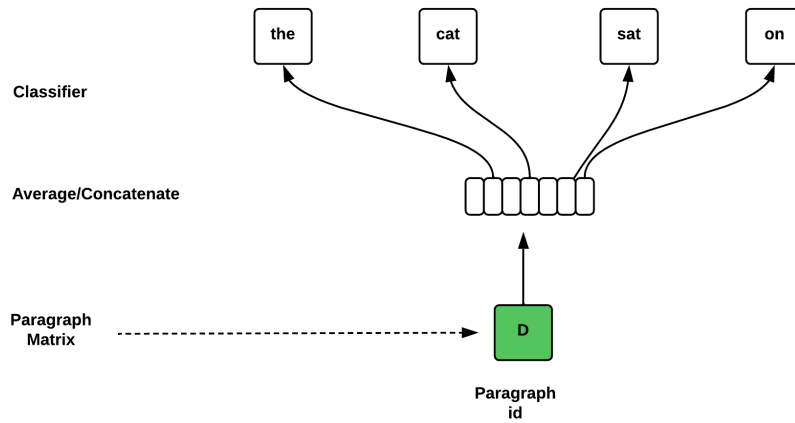 the cat sat on
Classifier
Average/Concatenate
Paragraph
Matrix
D
Paragraph
id